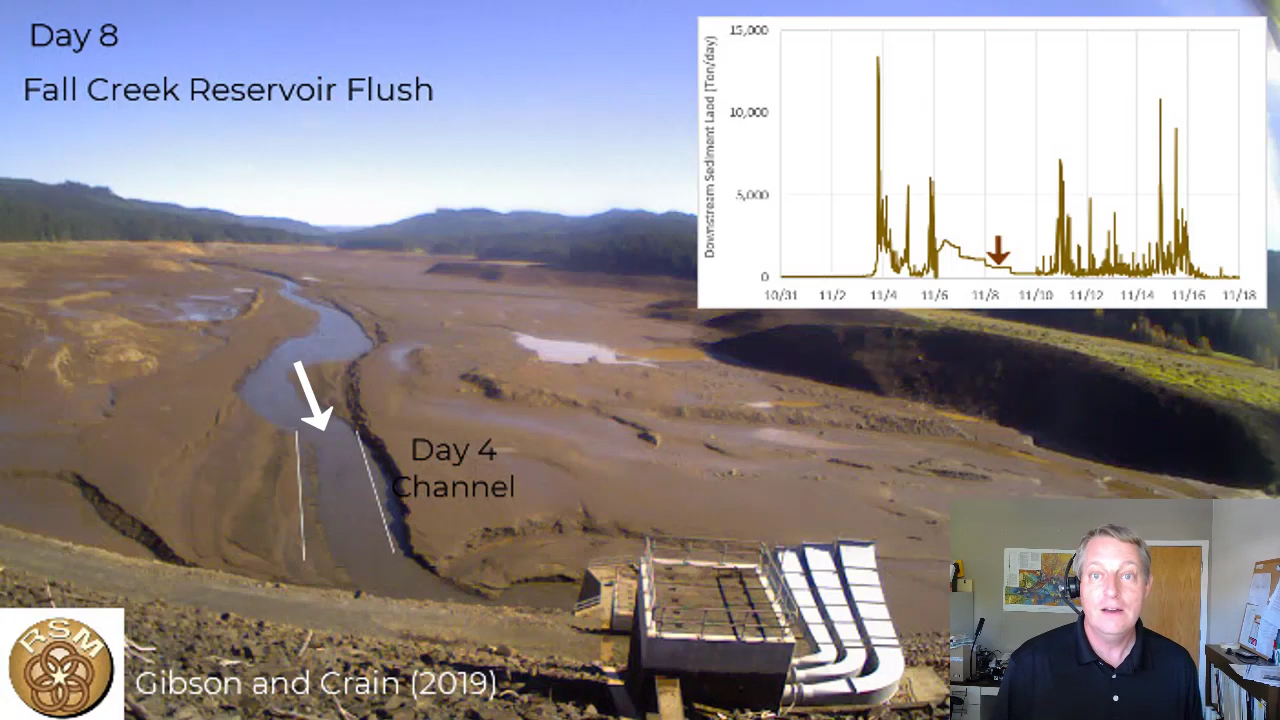 Day 8
Fall Creek Reservoir Flush
Downstream Sediment Laod (Ton/day)
15,000
10,000
5,000
0
10/31 11/2 11/4 11/6 11/8 11/10 11/12 11/14 11/16 11/18
Day 4
Channel
RSM
Gibson and Crain (2019)